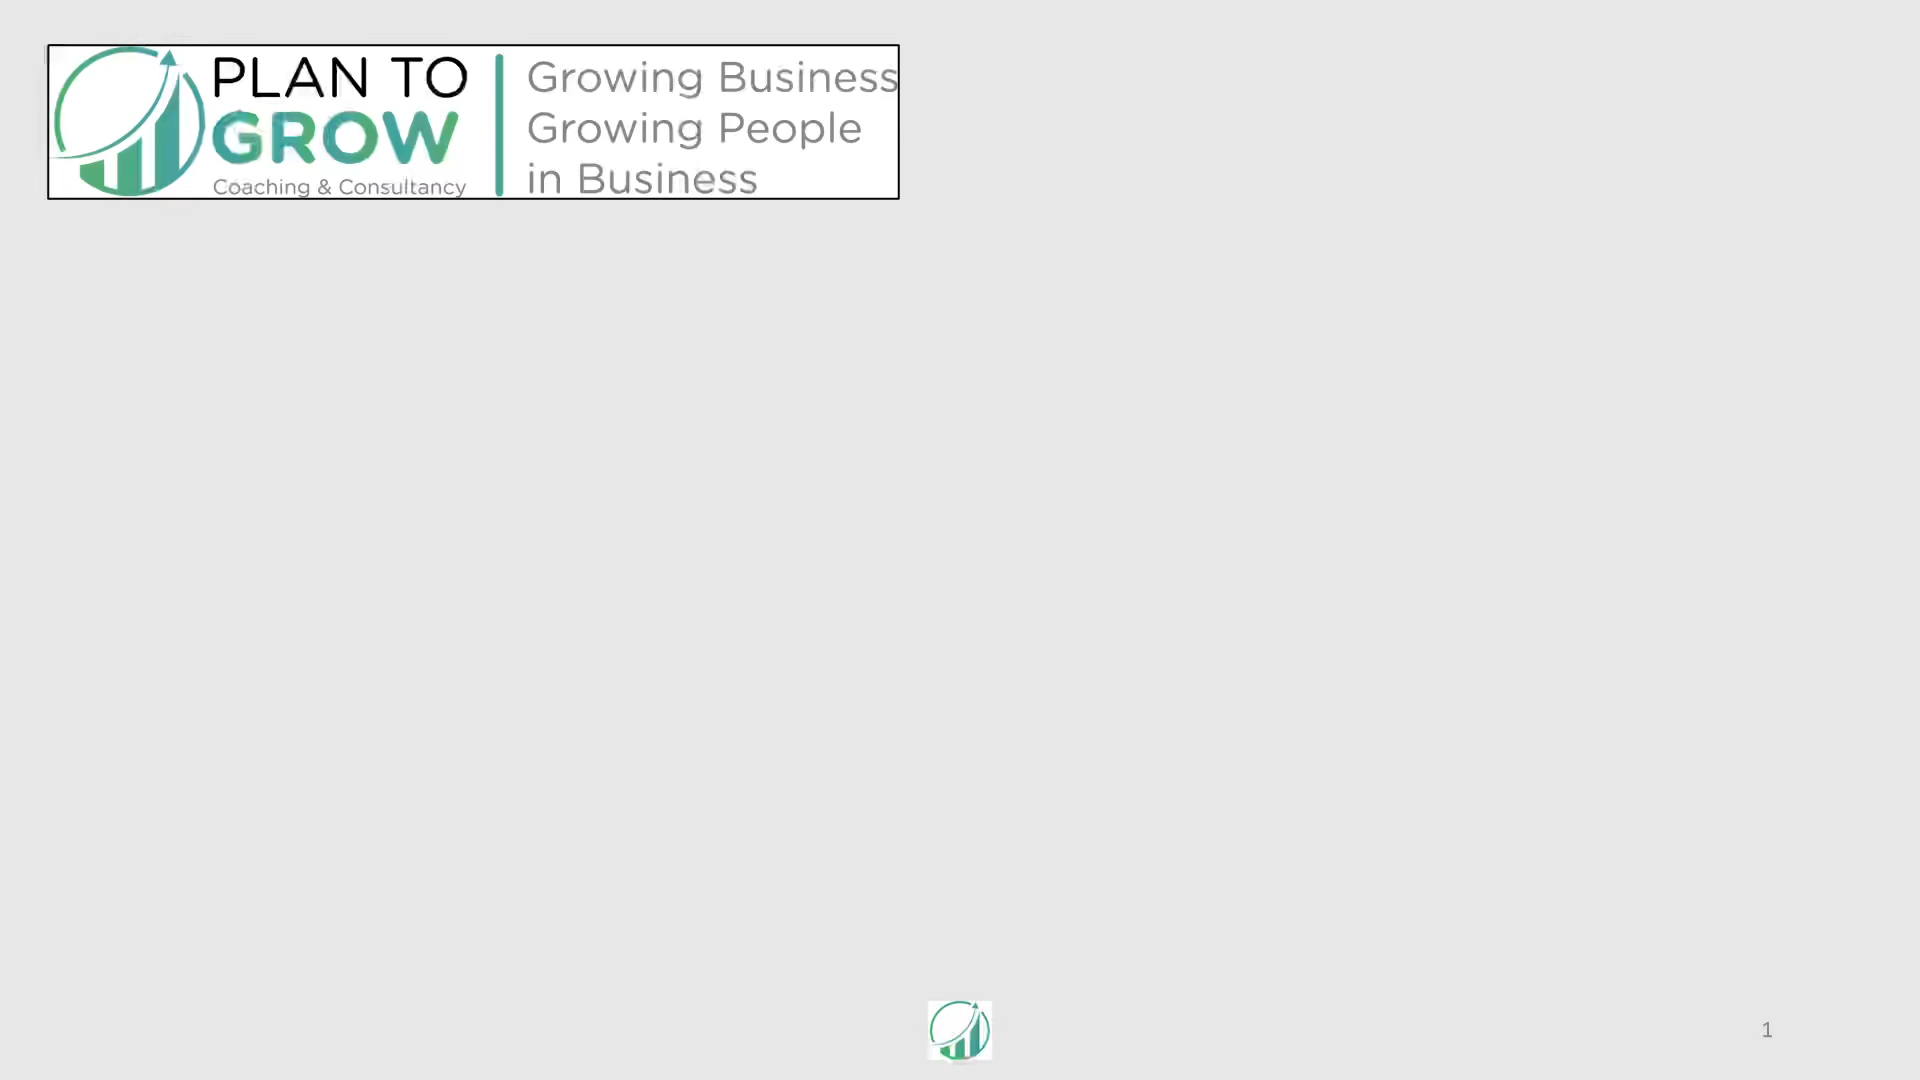 PLAN TO
GROW
Coaching & Consultancy
Growing Business
Growing People
in Business
1